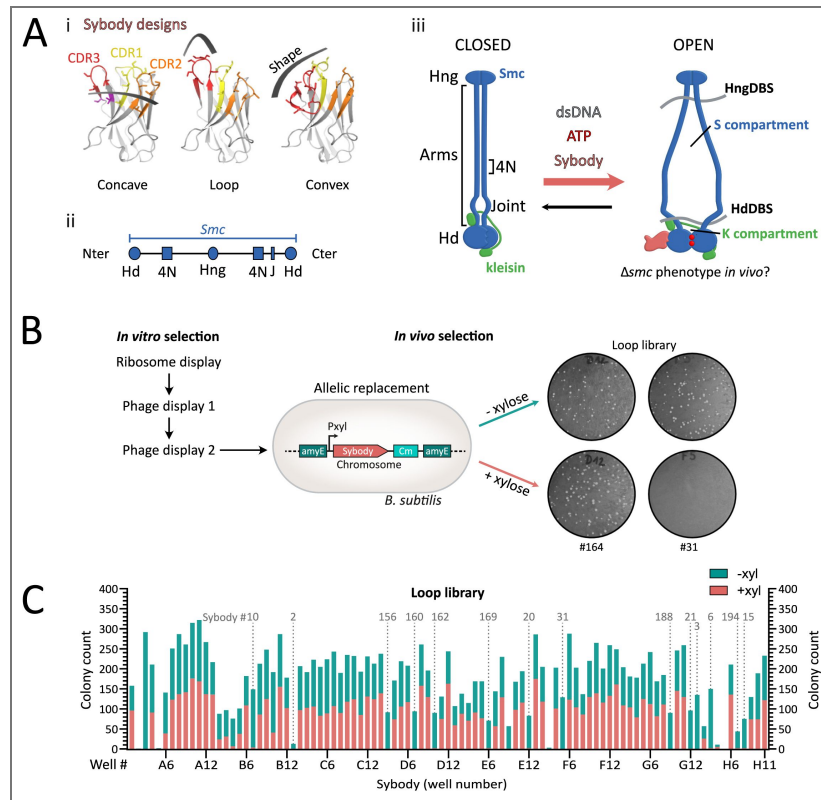 A
i
Sybody designs
CDR3
CDR1
CDR2
Shape
Concave
Loop
Convex
ii
Smc
Nter
Cter
Hd
4N
Hng
4N
J
Hd
iii
CLOSED
OPEN
Hng
Smc
HngDBS
dsDNA
ATP
Sybody
S compartment
Arms
4N
Joint
HdDBS
Hd
K compartment
kleisin
Δsmc phenotype in vivo?
B
In vitro selection
In vivo selection
Loop library
Ribosome display
Phage display 1
Phage display 2
Allelic replacement
Pxyl
amyE
Sybody
Cm
amyE
Chromosome
B. subtilis
- xylose
+ xylose
D12
#164
#31
C
Loop library
-xyl
+xyl
Colony count
400
350
300
250
200
150
100
50
0
Sybody #10
2
156
160
162
169
20
31
188
21
3
6
194
15
400
350
300
250
200
150
100
50
0
Colony count
Well #
A6
A12
B6
B12
C6
C12
D6
D12
E6
E12
F6
F12
G6
G12
H6
H11
Sybody (well number)